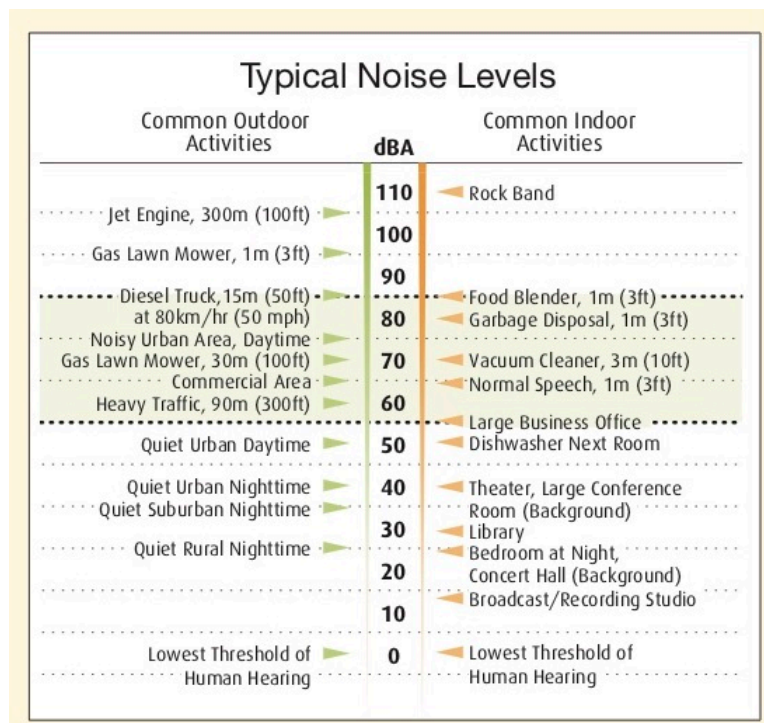 Typical Noise Levels
Common Outdoor
Activities
dBA
Common Indoor
Activities
110
Rock Band
Jet Engine, 300m (100ft)
100
Gas Lawn Mower, 1m (3ft)
90
Diesel Truck,15m (50ft)
at 80km/hr (50 mph)
Food Blender, 1m (3ft)
80
Garbage Disposal, 1m (3ft)
Noisy Urban Area, Daytime
Gas Lawn Mower, 30m (100ft)
70
Vacuum Cleaner, 3m (10ft)
Commercial Area
Normal Speech, 1m (3ft)
Heavy Traffic, 90m (300ft)
60
Large Business Office
Quiet Urban Daytime
50
Dishwasher Next Room
Quiet Urban Nighttime
40
Theater, Large Conference
Room (Background)
Quiet Suburban Nighttime
30
Library
Quiet Rural Nighttime
Bedroom at Night,
Concert Hall (Background)
20
Broadcast/Recording Studio
10
Lowest Threshold of
Human Hearing
0
Lowest Threshold of
Human Hearing